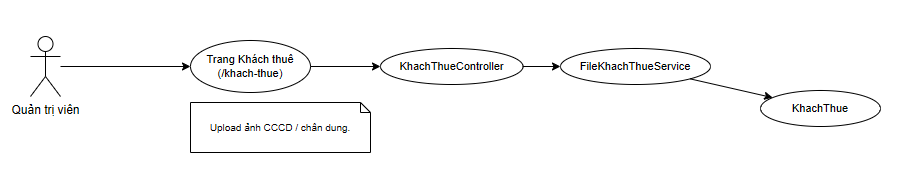 Quản trị viên
Trang Khách thuê
(/khach-thue)
KhachThueController
FileKhachThueService
KhachThue
Upload ảnh CCCD / chân dung.